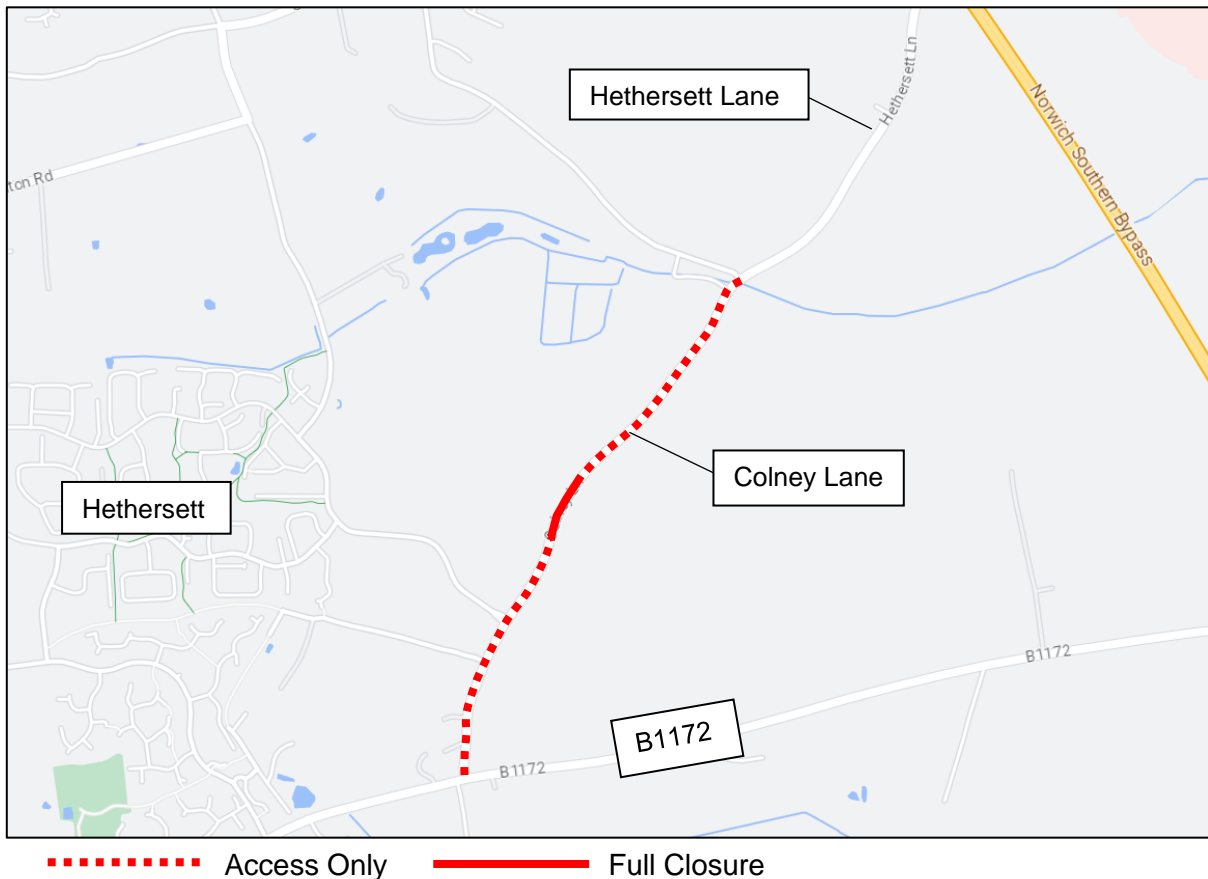 Hethersett Lane
Hethersett Ln
Norwich Southern Bypass
ton Rd
Colney Lane
Hethersett
B1172
B1172
B1172
Access Only
Full Closure